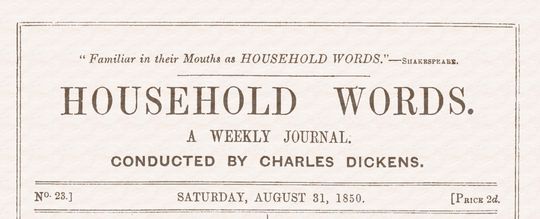 “Familiar in their Mouths as HOUSEHOLD WORDS.”—SHAKESPEARE.
HOUSEHOLD WORDS.
A WEEKLY JOURNAL.
CONDUCTED BY CHARLES DICKENS.
No. 23.] SATURDAY, AUGUST 31, 1850. [PRICE 2d.